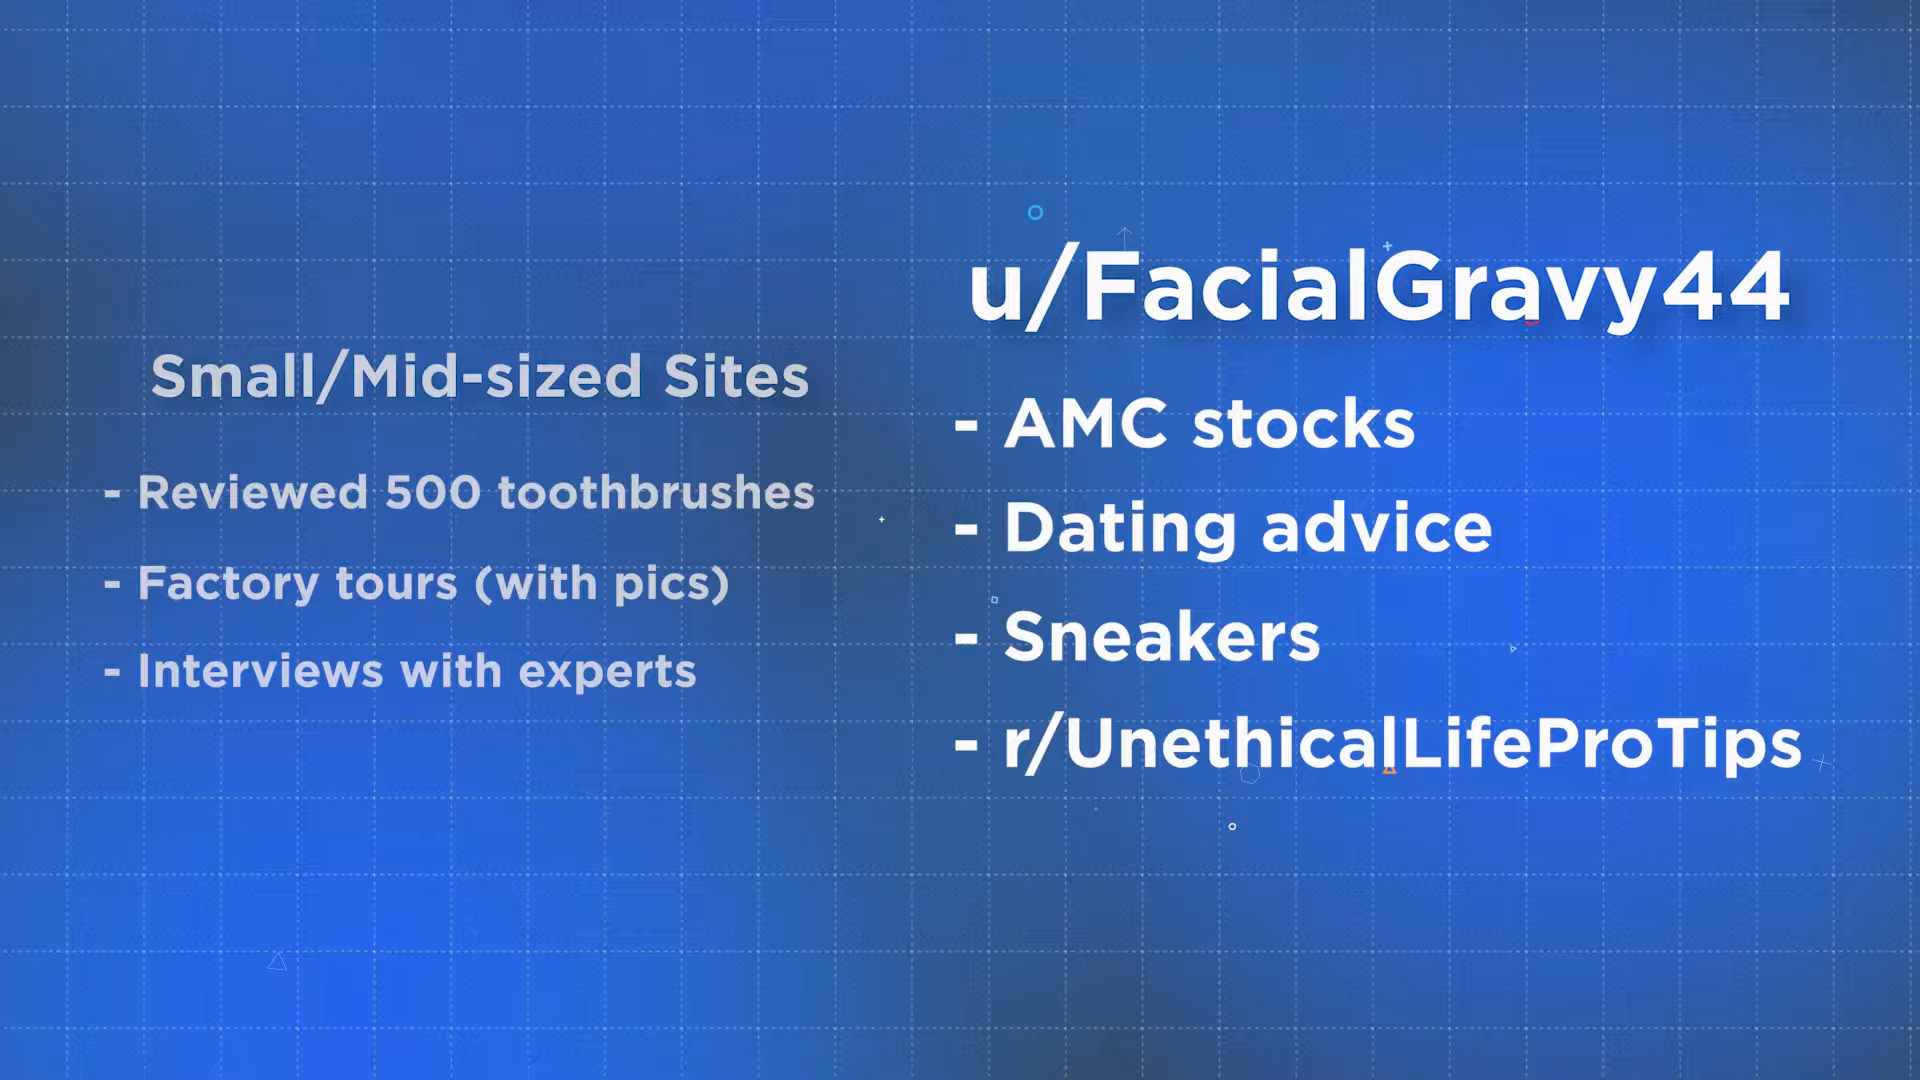 Small/Mid-sized Sites
- Reviewed 500 toothbrushes
- Factory tours (with pics)
- Interviews with experts
u/FacialGravy44
- AMC stocks
- Dating advice
- Sneakers
- r/UnethicalLifeProTips